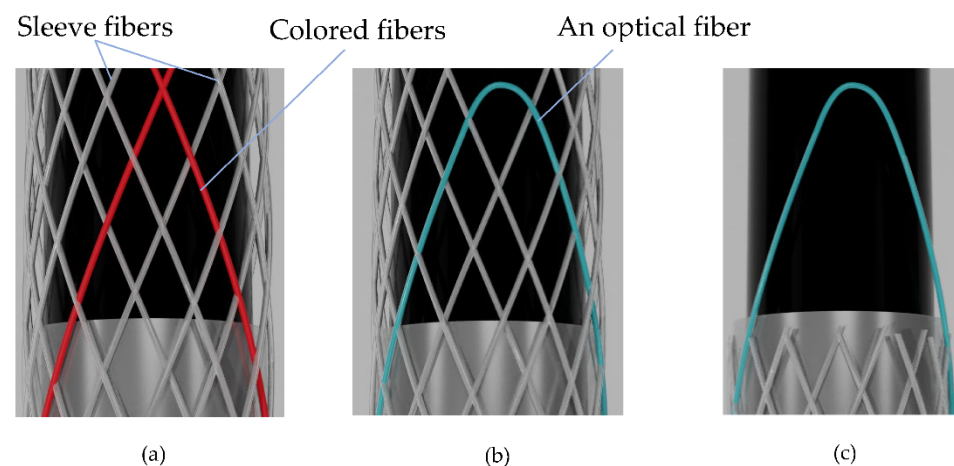 Sleeve fibers
Colored fibers
An optical fiber
(a)
(b)
(c)